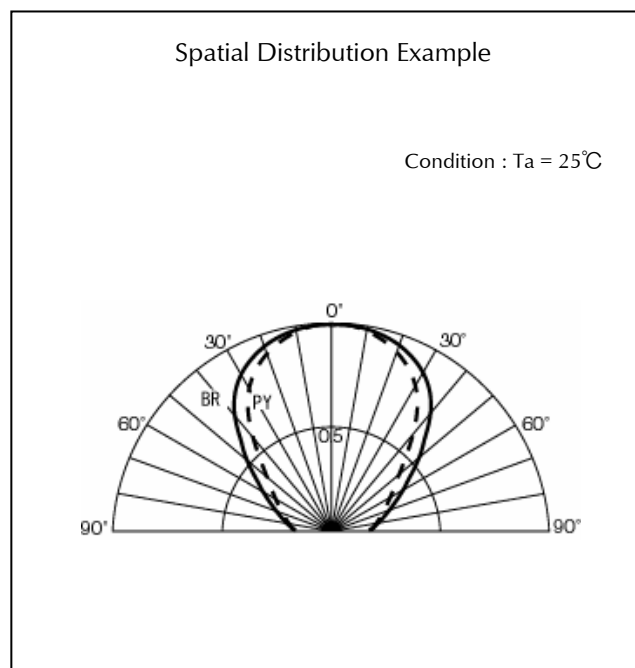 Spatial Distribution Example
Condition : Ta = 25℃
0°
30° 30°
BR PY
60° 0.5 60°
90° 90°